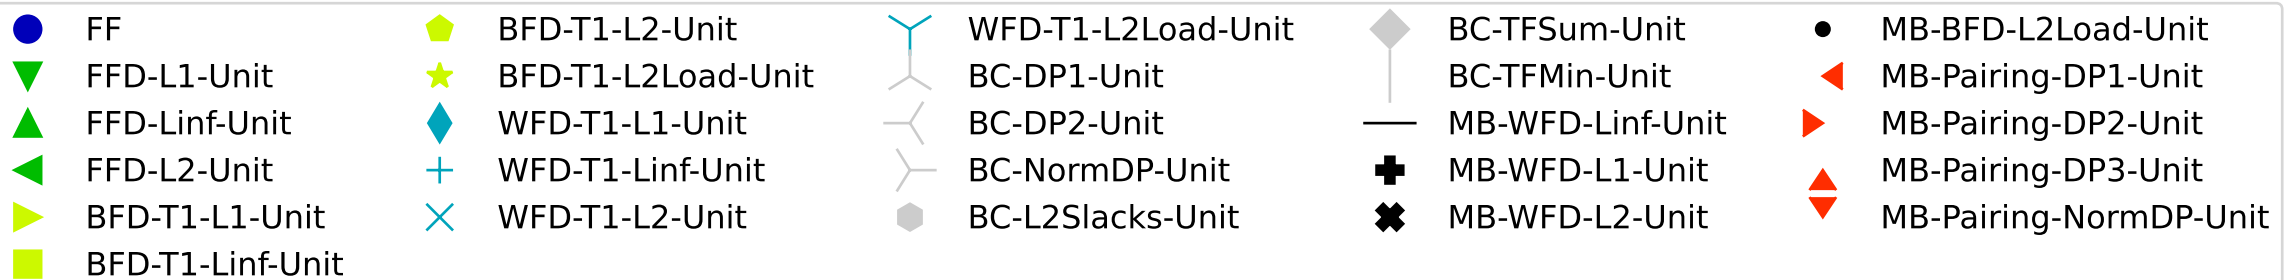 FF
FFD-L1-Unit
FFD-Linf-Unit
FFD-L2-Unit
BFD-T1-L1-Unit
BFD-T1-Linf-Unit
BFD-T1-L2-Unit
BFD-T1-L2Load-Unit
WFD-T1-L1-Unit
WFD-T1-Linf-Unit
WFD-T1-L2-Unit
WFD-T1-L2Load-Unit
BC-DP1-Unit
BC-DP2-Unit
BC-NormDP-Unit
BC-L2Slacks-Unit
BC-TFSum-Unit
BC-TFMin-Unit
MB-WFD-Linf-Unit
MB-WFD-L1-Unit
MB-WFD-L2-Unit
MB-BFD-L2Load-Unit
MB-Pairing-DP1-Unit
MB-Pairing-DP2-Unit
MB-Pairing-DP3-Unit
MB-Pairing-NormDP-Unit